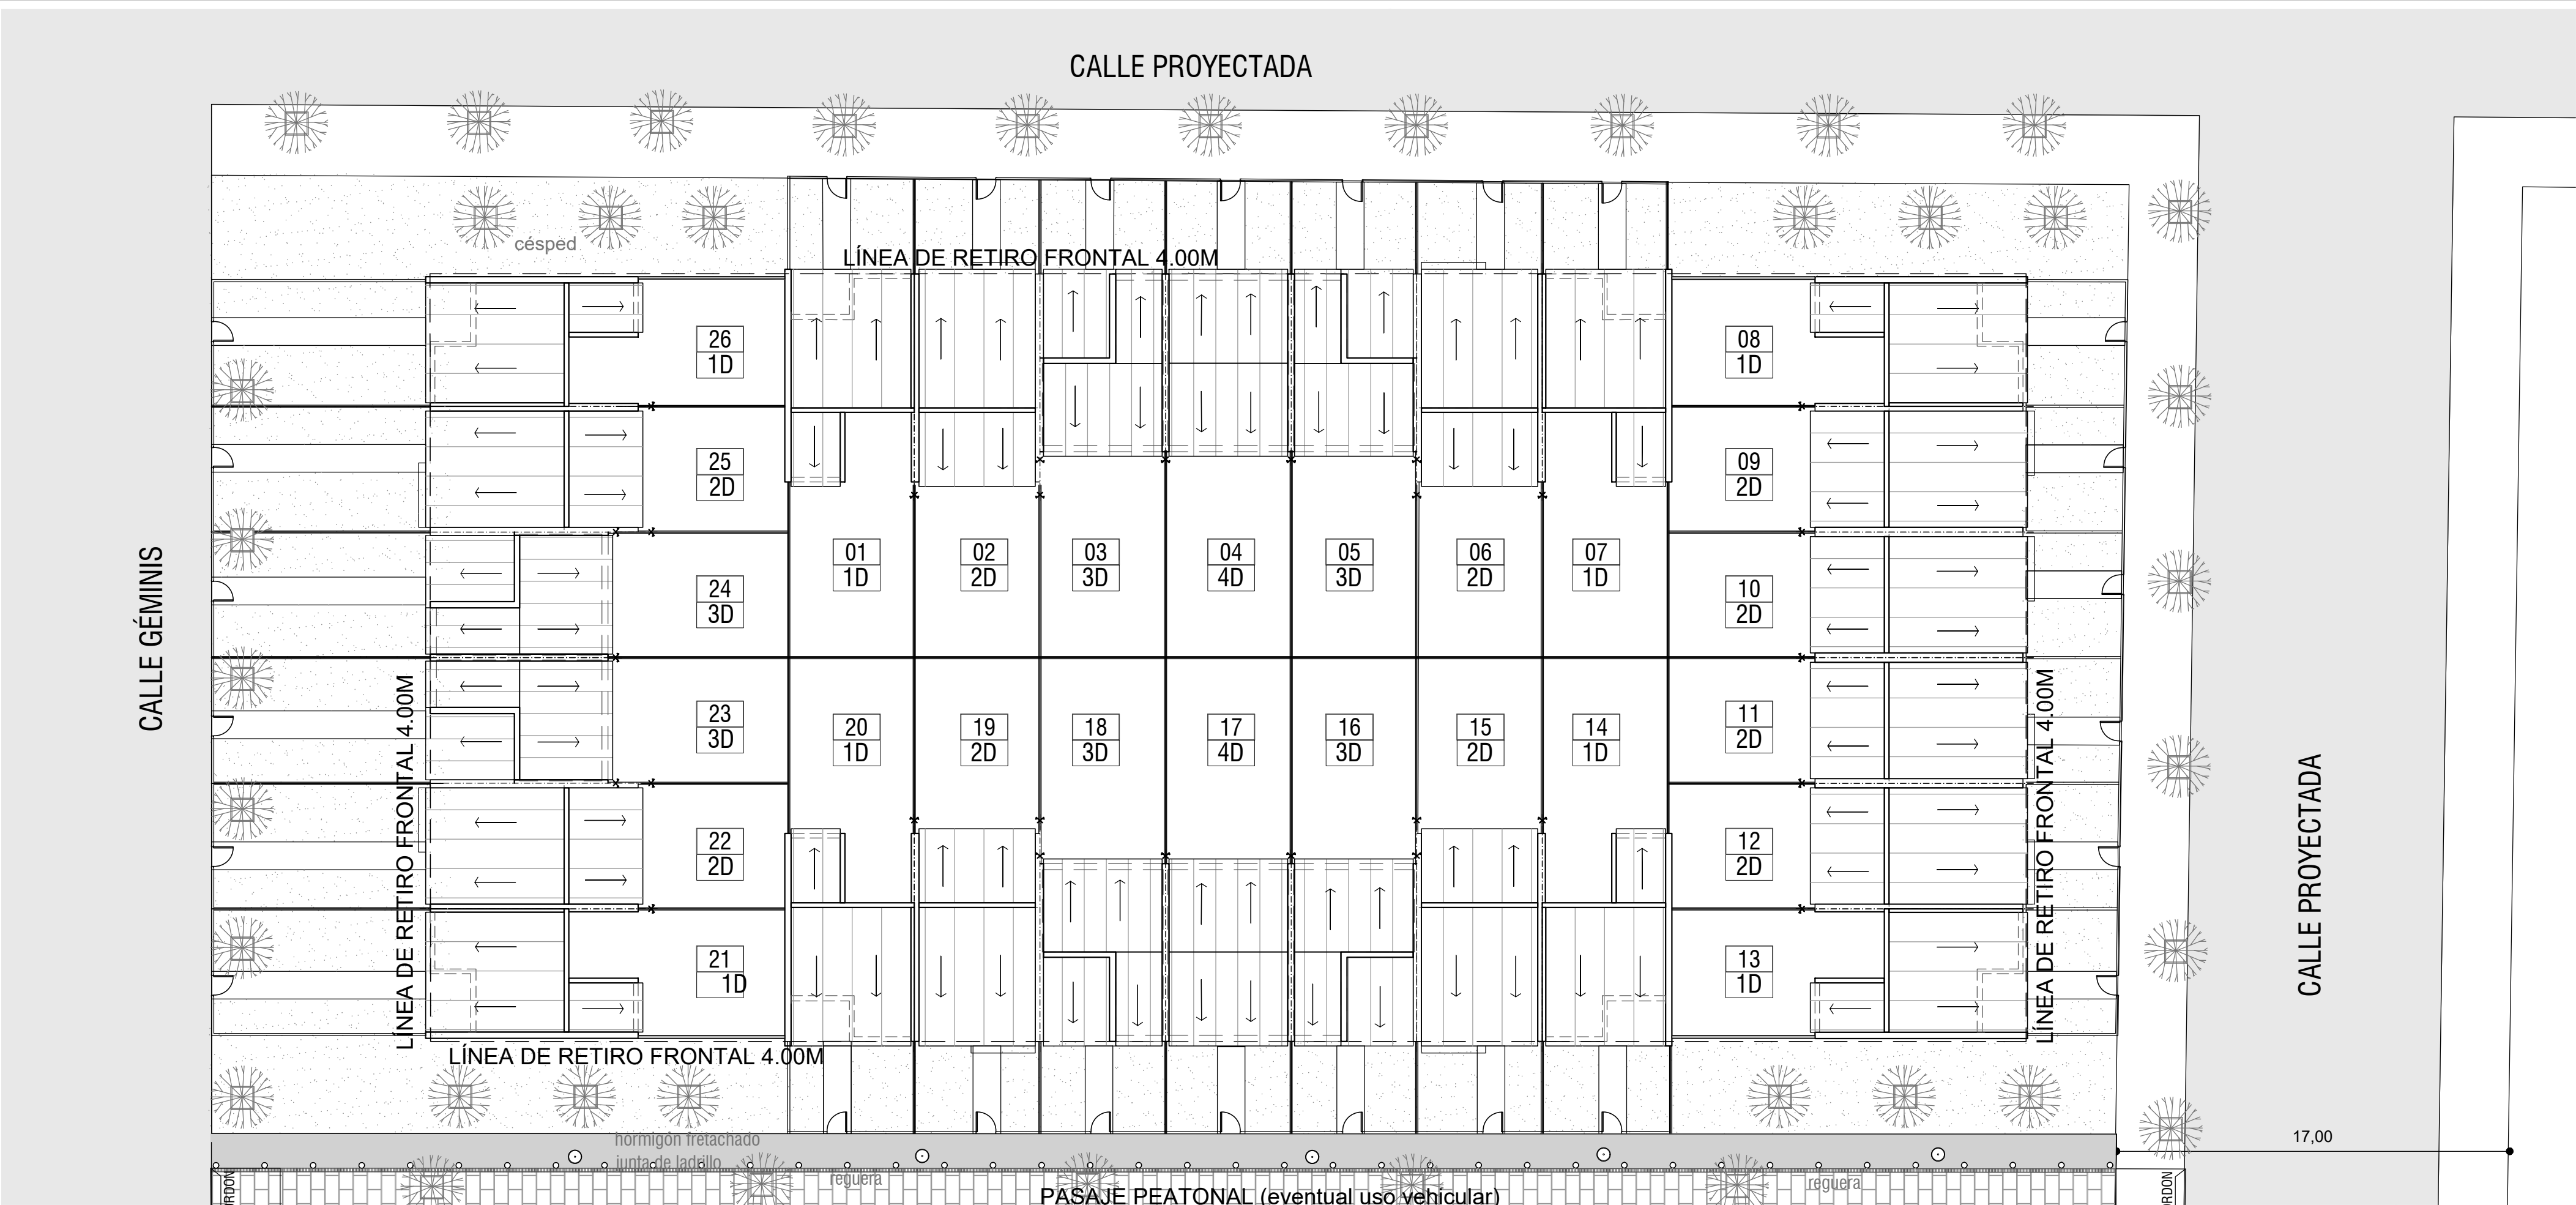 CALLE PROYECTADA
césped
LÍNEA DE RETIRO FRONTAL 4.00M
26
1D
08
1D
25
2D
09
2D
01
1D
02
2D
03
3D
04
4D
05
3D
06
2D
07
1D
24
3D
10
2D
CALLE GÉMINIS
LÍNEA DE RETIRO FRONTAL 4.00M
23
3D
20
1D
19
2D
18
3D
17
4D
16
3D
15
2D
14
1D
11
2D
LÍNEA DE RETIRO FRONTAL 4.00M
CALLE PROYECTADA
22
2D
12
2D
21
1D
13
1D
LÍNEA DE RETIRO FRONTAL 4.00M
hormigón fretachado
junta de ladrillo
17,00
reguera
reguera
PASAJE PEATONAL (eventual uso vehicular)